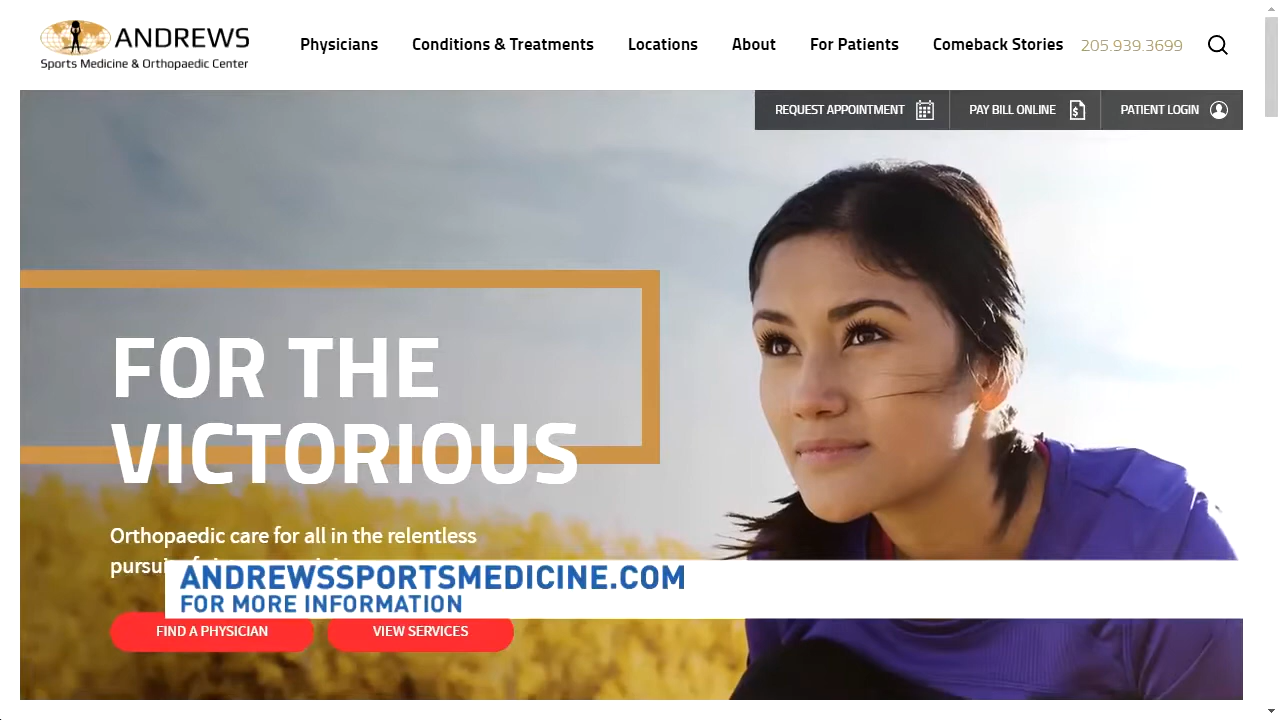 ANDREWS
Sports Medicine & Orthopaedic Center
Physicians
Conditions & Treatments
Locations
About
For Patients
Comeback Stories
205.939.3699
REQUEST APPOINTMENT
PAY BILL ONLINE
PATIENT LOGIN
FOR THE
VICTORIOUS
Orthopaedic care for all in the relentless
ANDREWSSPORTSMEDICINE.COM
FOR MORE INFORMATION
FIND A PHYSICIAN
VIEW SERVICES